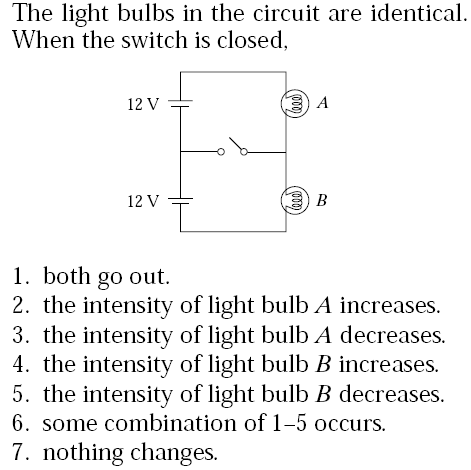 The light bulbs in the circuit are identical.
When the switch is closed,
12 V
A
12 V
B
1. both go out.
2. the intensity of light bulb A increases.
3. the intensity of light bulb A decreases.
4. the intensity of light bulb B increases.
5. the intensity of light bulb B decreases.
6. some combination of 1–5 occurs.
7. nothing changes.